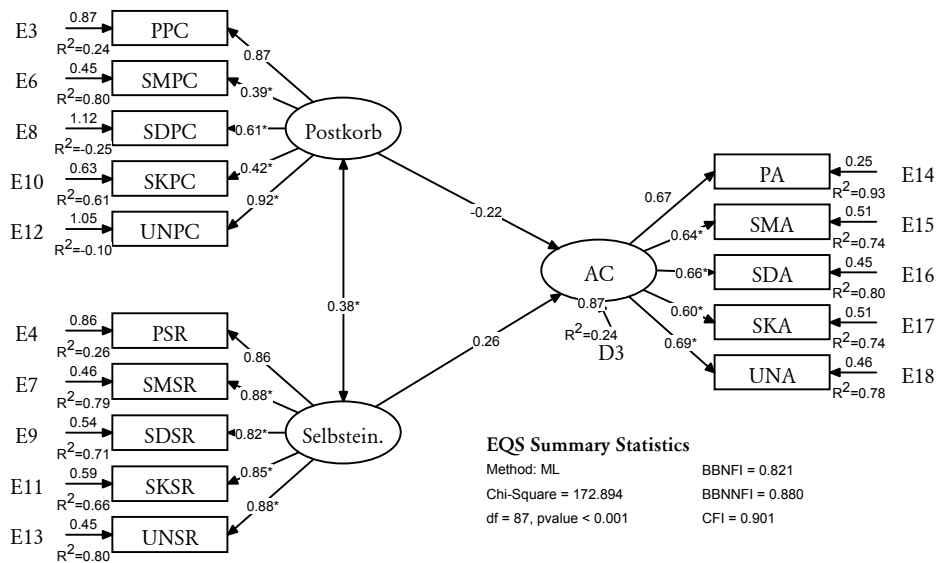 E3 0.87 PPC
R²=0.24
0.87
E6 0.45 SMPC
R²=0.80
0.39*
E8 1.12 SDPC
R²=-0.25
0.61*
Postkorb
E10 0.63 SKPC
R²=0.61
0.42*
E12 1.05 UNPC
R²=-0.10
0.92*
-0.22
0.38*
0.26
E4 0.86 PSR
R²=0.26
0.86
E7 0.46 SMSR
R²=0.79
0.88*
E9 0.54 SDSR
R²=0.71
0.82*
Selbstein.
E11 0.59 SKSR
R²=0.66
0.85*
E13 0.45 UNSR
R²=0.80
0.88*
AC
0.87
R²=0.24
D3
0.67
PA 0.25 E14
R²=0.93
0.64*
SMA 0.51 E15
R²=0.74
0.66*
SDA 0.45 E16
R²=0.80
0.60*
SKA 0.51 E17
R²=0.74
0.69*
UNA 0.46 E18
R²=0.78
EQS Summary Statistics
Method: ML BBNFI = 0.821
Chi-Square = 172.894 BBNNFI = 0.880
df = 87, pvalue < 0.001 CFI = 0.901